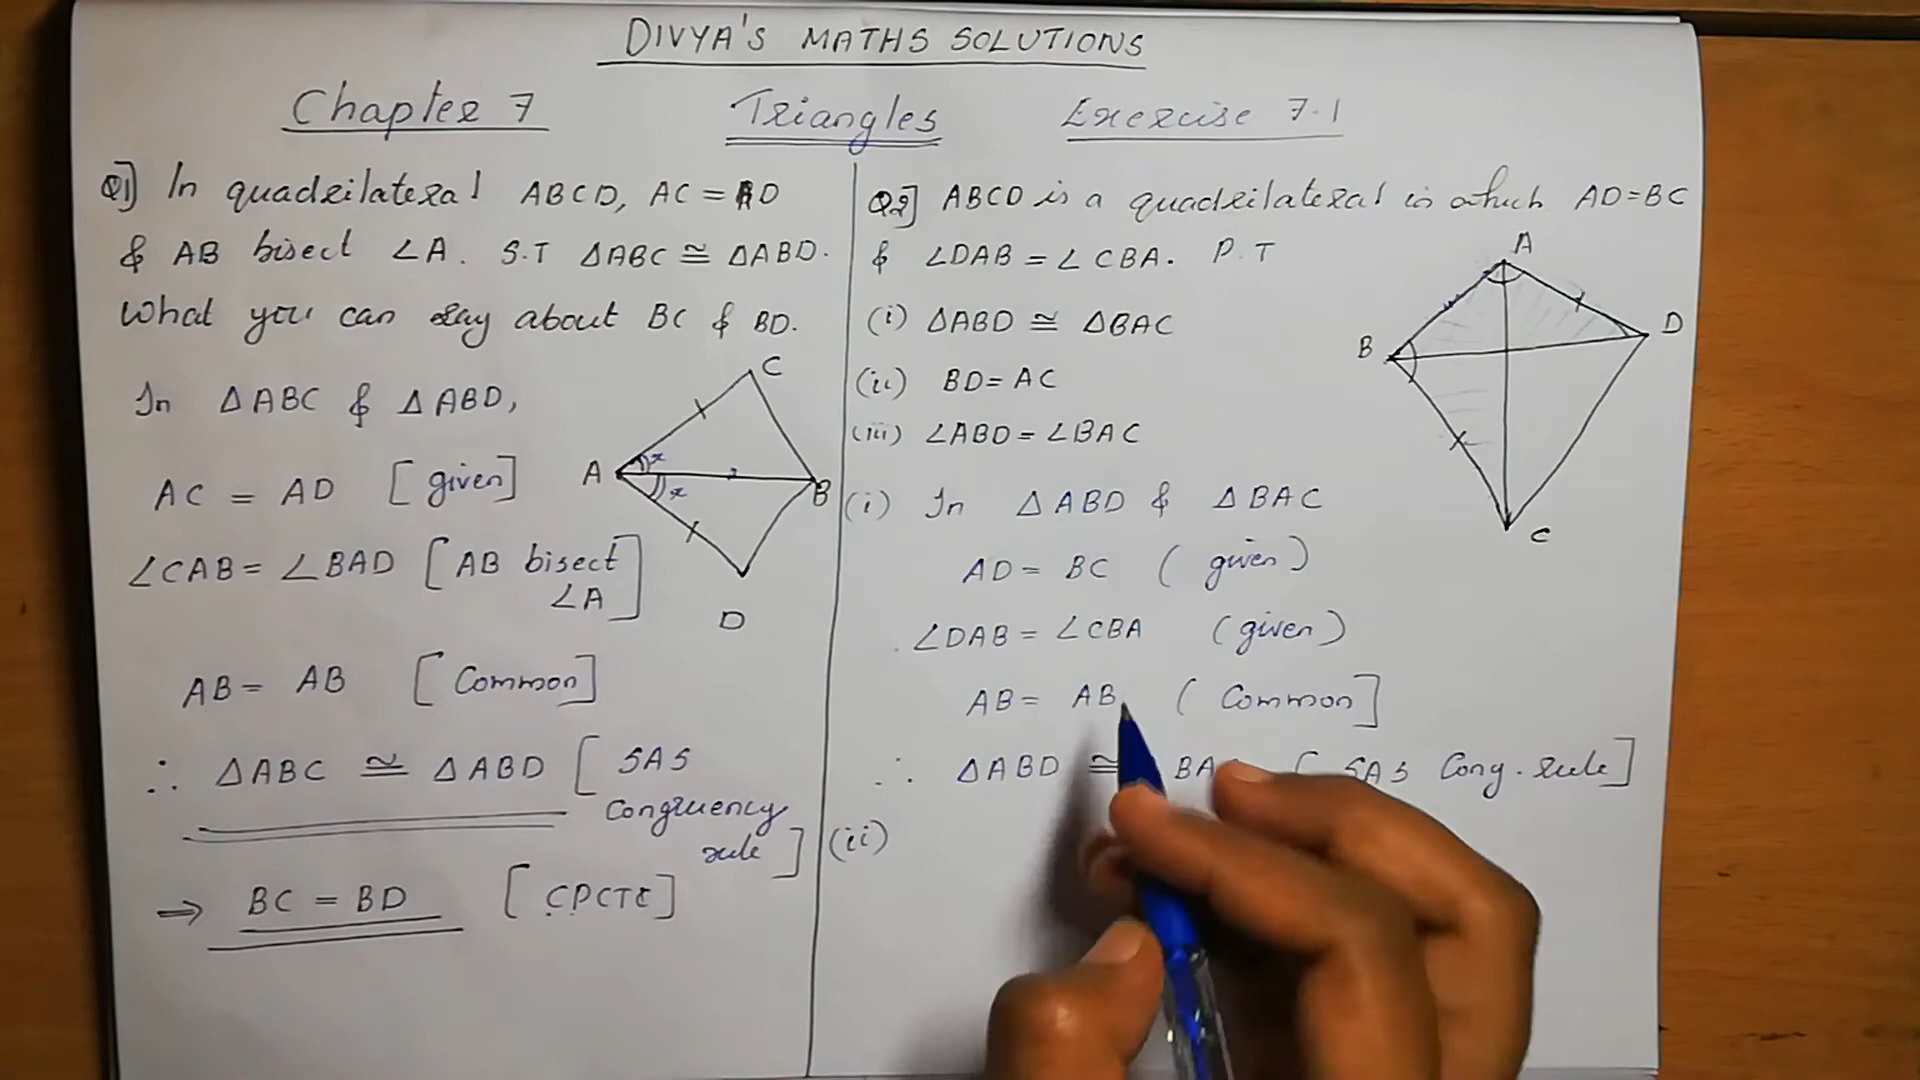 DIVYA'S MATHS SOLUTIONS
Chapter 7 Triangles Exercise 7.1
Q1] In quadrilateral ABCD, AC = AD
& AB bisect ∠A. S.T ΔABC ≅ ΔABD.
What you can say about BC & BD.
In ΔABC & ΔABD,
AC = AD [given]
∠CAB = ∠BAD [AB bisect
∠A]
AB = AB [Common]
∴ ΔABC ≅ ΔABD [SAS
Congruency
rule]
⇒ BC = BD [CPCTC]
C
A
x
x
B
D
Q2] ABCD is a quadrilateral in which AD = BC
& ∠DAB = ∠CBA. P.T
(i) ΔABD ≅ ΔBAC
(ii) BD = AC
(iii) ∠ABD = ∠BAC
A
B
D
C
(i) In ΔABD & ΔBAC
AD = BC (given)
∠DAB = ∠CBA (given)
AB = AB (Common]
∴ ΔABD ≅ BA [SAS Cong. rule]
(ii)